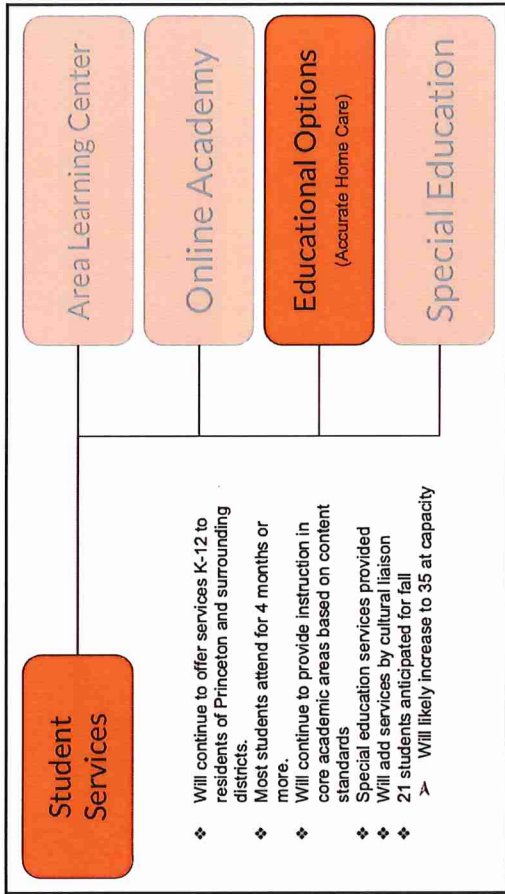 Student
Services
Area Learning Center
Online Academy
Educational Options
(Accurate Home Care)
Special Education
❖ Will continue to offer services K-12 to
residents of Princeton and surrounding
districts.
❖ Most students attend for 4 months or
more.
❖ Will continue to provide instruction in
core academic areas based on content
standards
❖ Special education services provided
❖ Will add services by cultural liaison
❖ 21 students anticipated for fall
➢ Will likely increase to 35 at capacity